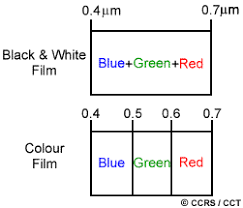 0.4μm 0.7μm
Black & White
Film
Blue+Green+Red
0.4 0.5 0.6 0.7
Colour
Film
Blue Green Red
© CCRS / CCT